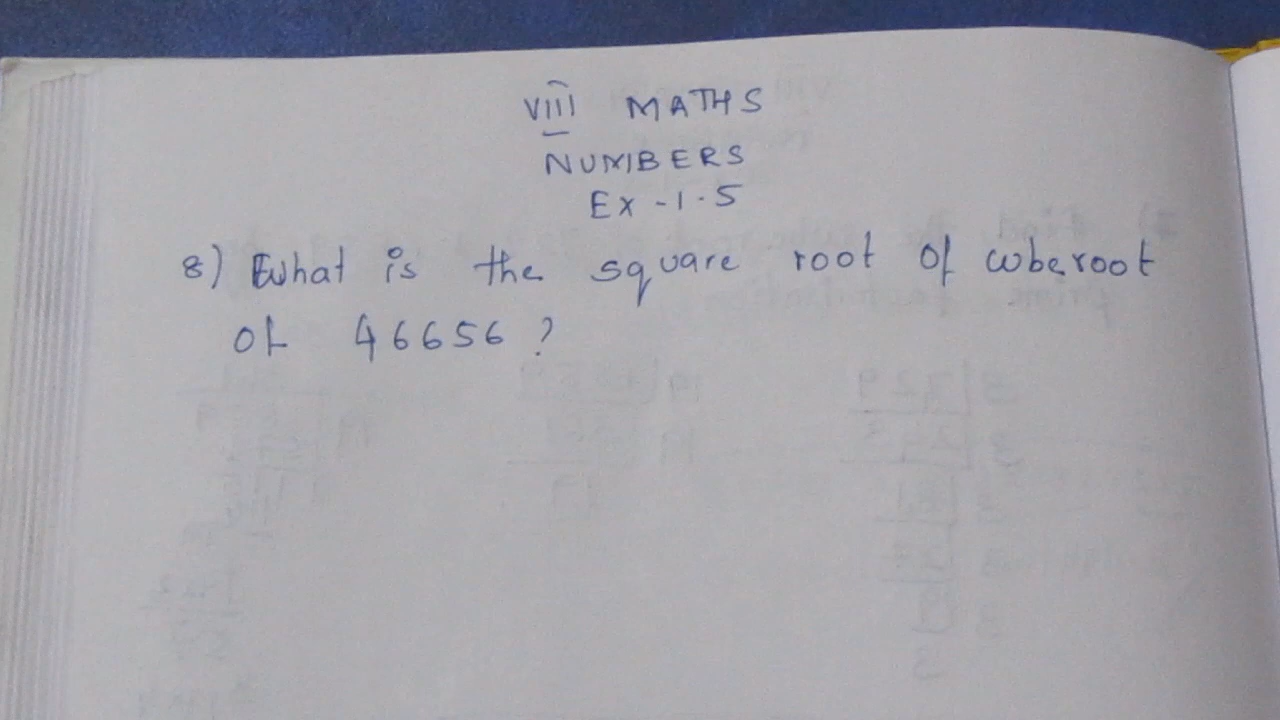 VIII MATHS
NUMBERS
Ex -1.5
8) What is the square root of cuberoot
of 46656 ?